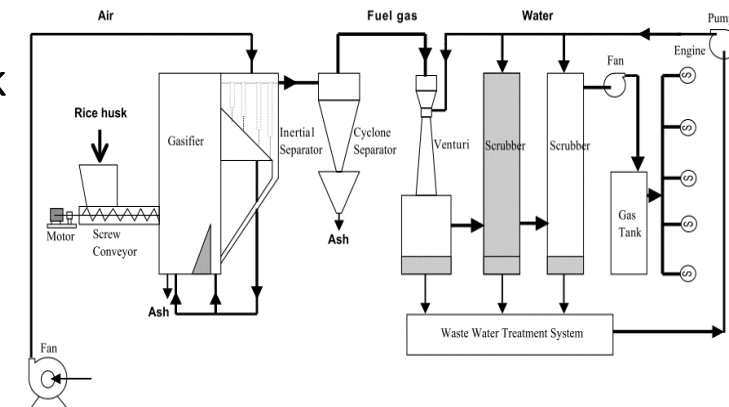 Air
Fuel gas
Water
Pump
Engine
Fan
k
Rice husk
Gasifier
Inertial
Separator
Cyclone
Separator
Venturi
Scrubber
Scrubber
Motor
Screw
Conveyor
Ash
Ash
Gas
Tank
S
S
S
S
S
Waste Water Treatment System
Fan